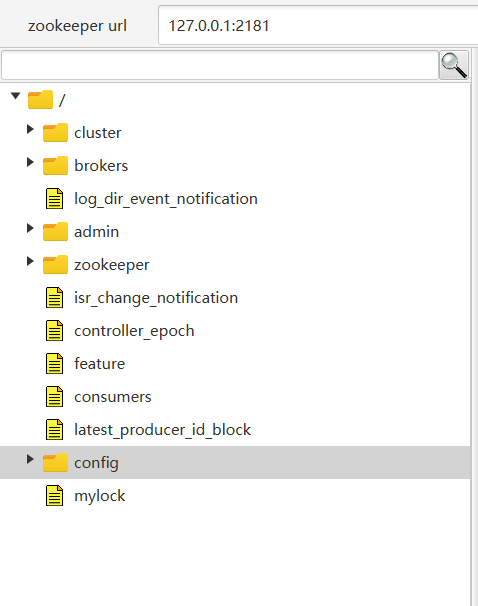 zookeeper url 127.0.0.1:2181
/
cluster
brokers
log_dir_event_notification
admin
zookeeper
isr_change_notification
controller_epoch
feature
consumers
latest_producer_id_block
config
mylock